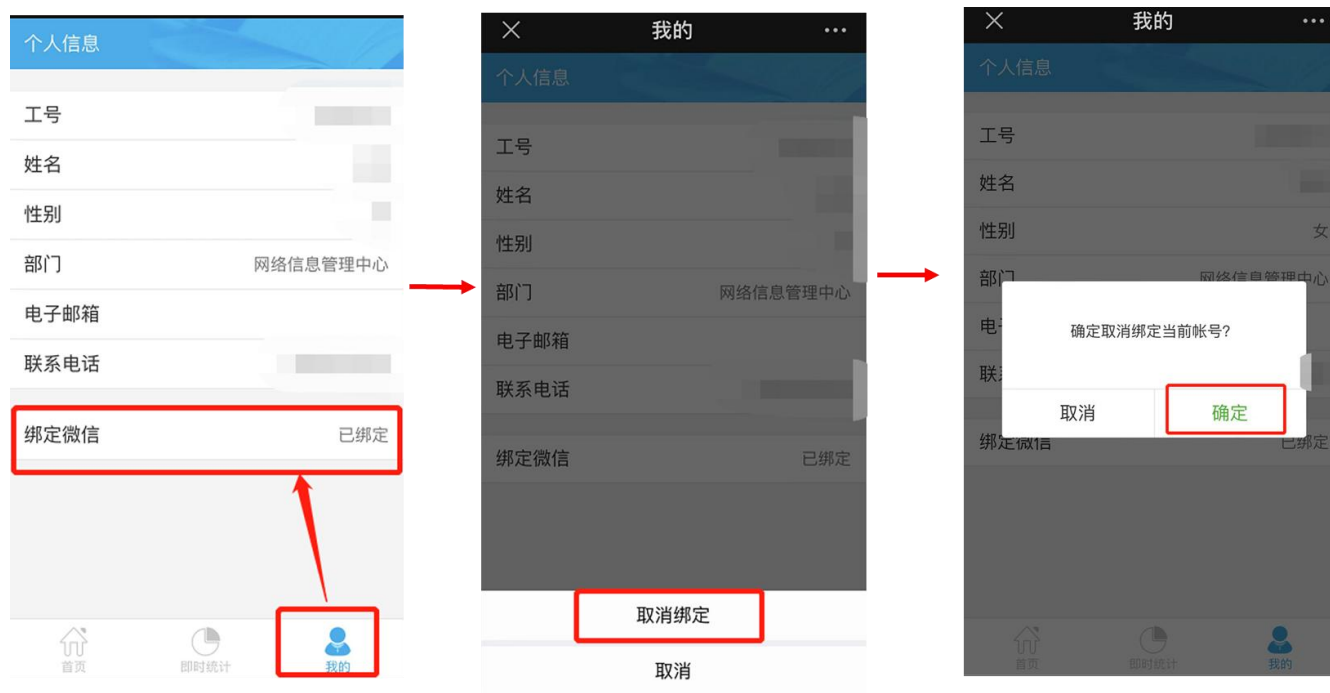 个人信息
工号
姓名
性别
部门 网络信息管理中心
电子邮箱
联系电话
绑定微信 已绑定
首页 即时统计 我的
我的
个人信息
工号
姓名
性别
部门 网络信息管理中心
电子邮箱
联系电话
绑定微信 已绑定
取消绑定
取消
我的
个人信息
工号
姓名
性别 女
部门 网络信息管理中心
电
确定取消绑定当前帐号?
联
取消 确定
绑定微信 已绑定
首页 即时统计 我的